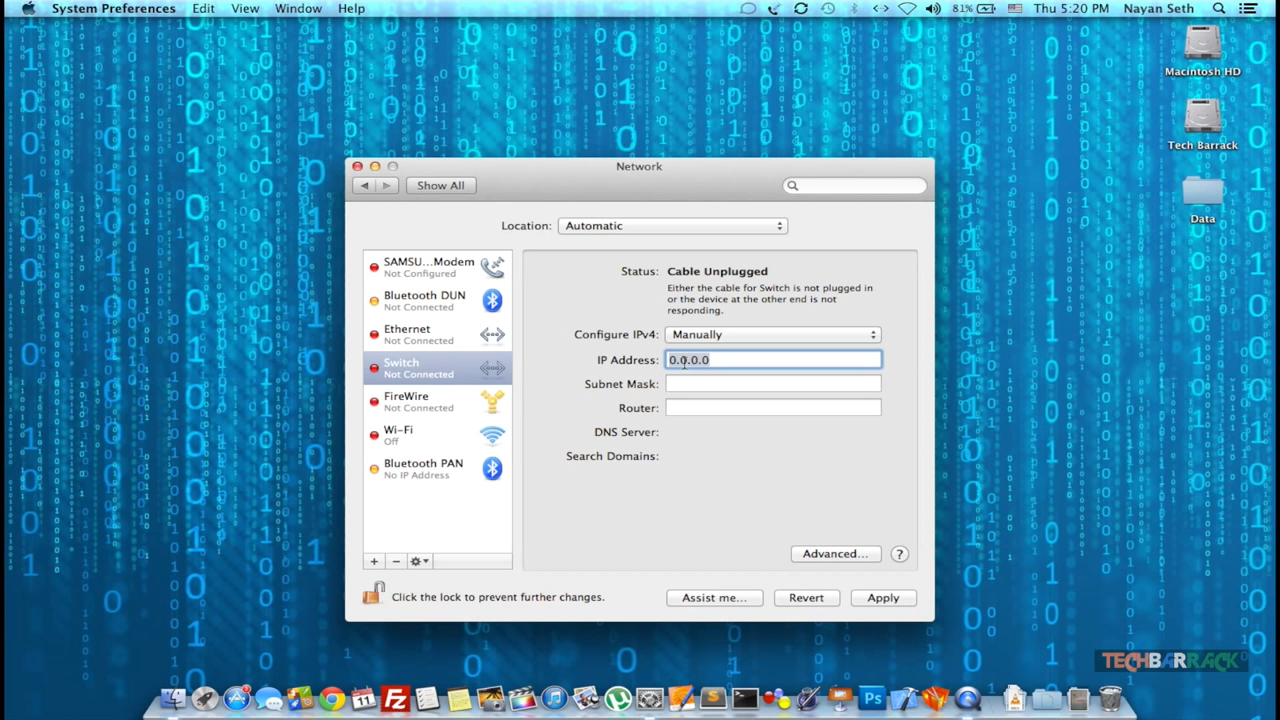 System Preferences Edit View Window Help 81% Thu 5:20 PM Nayan Seth
Macintosh HD
Tech Barrack
Data
Network
Show All
Location: Automatic
SAMSU...Modem
Not Configured
Bluetooth DUN
Not Connected
Ethernet
Not Connected
Switch
Not Connected
FireWire
Not Connected
Wi-Fi
Off
Bluetooth PAN
No IP Address
Status: Cable Unplugged
Either the cable for Switch is not plugged in
or the device at the other end is not
responding.
Configure IPv4: Manually
IP Address: 0.0.0.0
Subnet Mask:
Router:
DNS Server:
Search Domains:
Advanced... ?
+ −
Click the lock to prevent further changes.
Assist me... Revert Apply
TECHBARRACK
Fz Ps